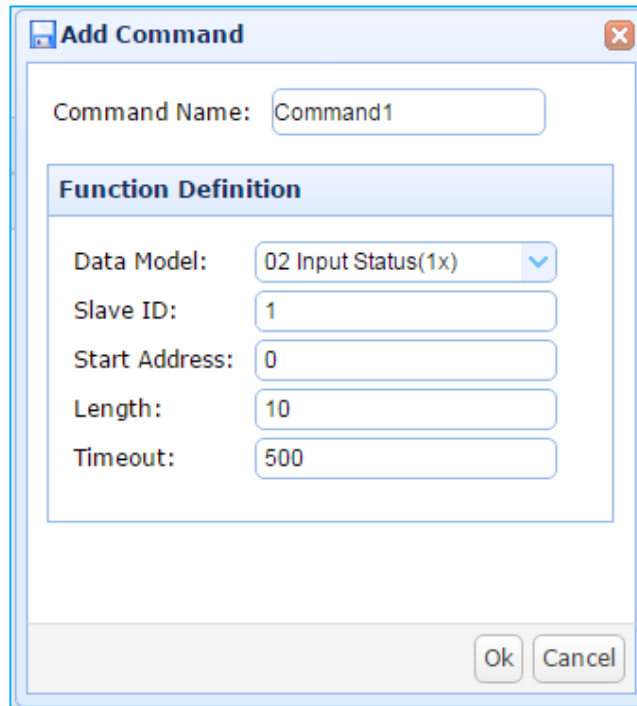 Add Command
Command Name: Command1
Function Definition
Data Model: 02 Input Status(1x)
Slave ID: 1
Start Address: 0
Length: 10
Timeout: 500
Ok Cancel